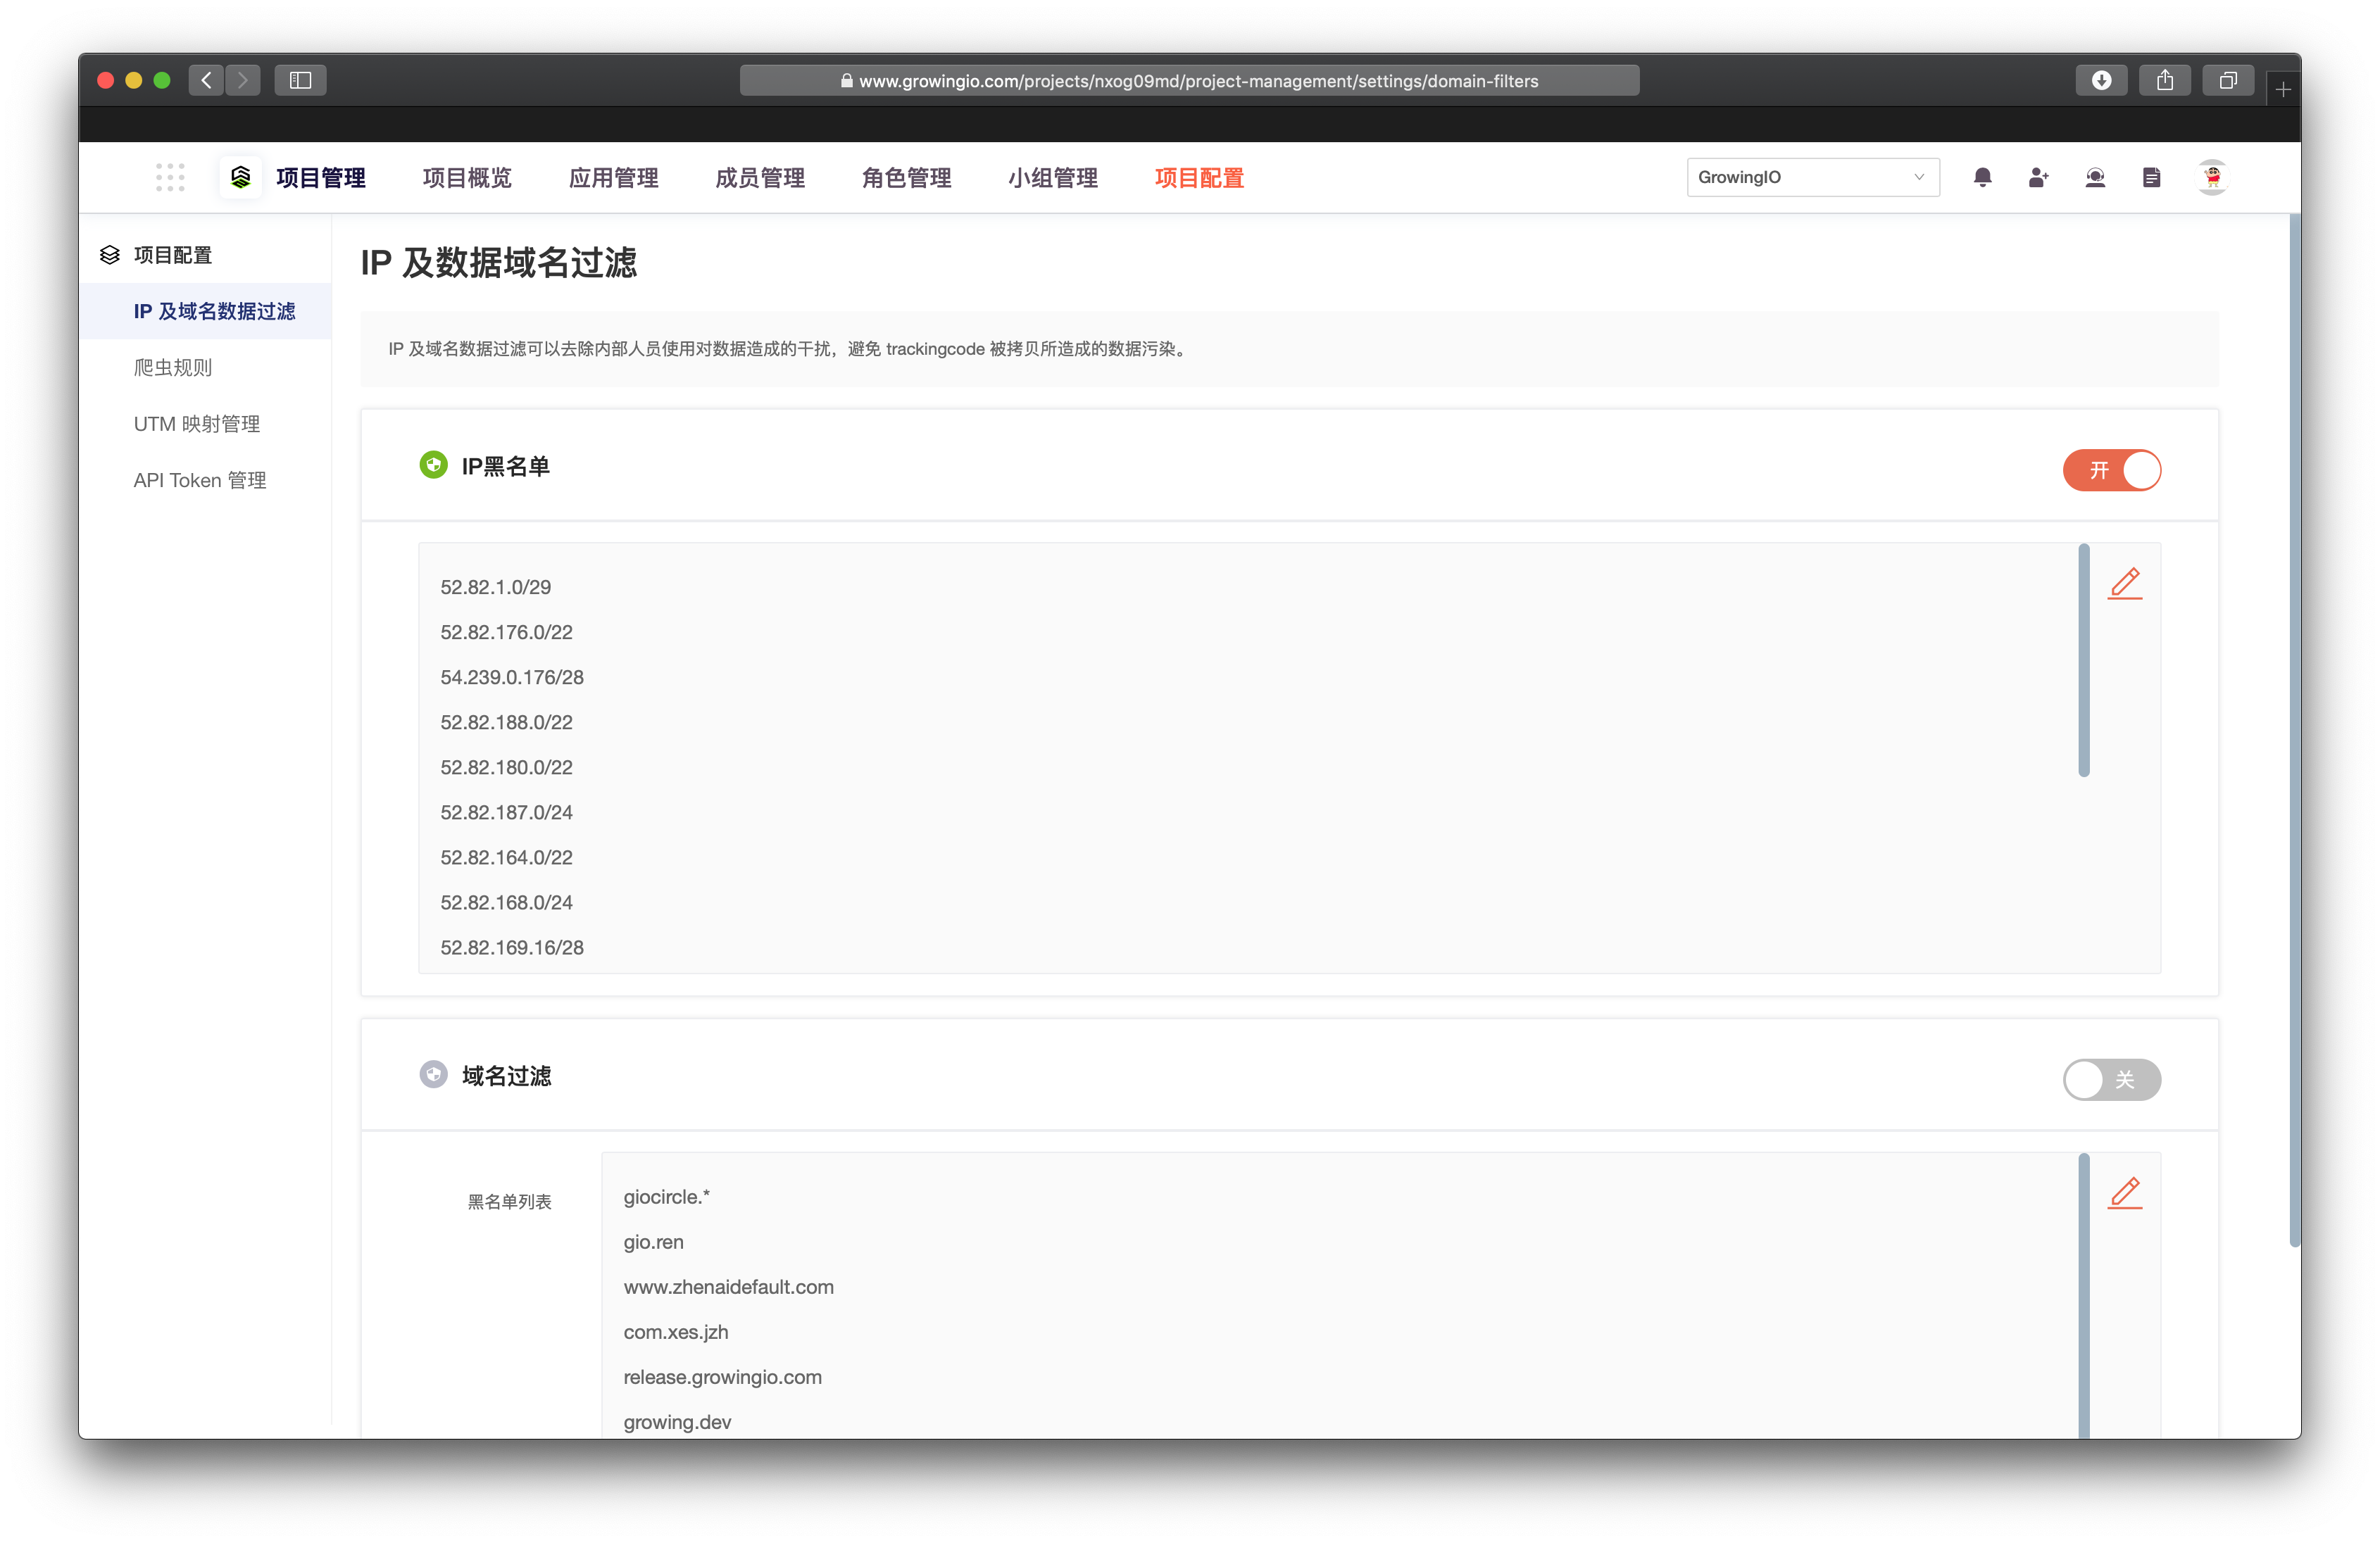 www.growingio.com/projects/nxog09md/project-management/settings/domain-filters
项目管理 项目概览 应用管理 成员管理 角色管理 小组管理 项目配置 GrowingIO
项目配置
IP 及域名数据过滤
爬虫规则
UTM 映射管理
API Token 管理
IP 及数据域名过滤
IP 及域名数据过滤可以去除内部人员使用对数据造成的干扰，避免 trackingcode 被拷贝所造成的数据污染。
IP黑名单 开
52.82.1.0/29
52.82.176.0/22
54.239.0.176/28
52.82.188.0/22
52.82.180.0/22
52.82.187.0/24
52.82.164.0/22
52.82.168.0/24
52.82.169.16/28
域名过滤 关
黑名单列表
giocircle.*
gio.ren
www.zhenaidefault.com
com.xes.jzh
release.growingio.com
growing.dev